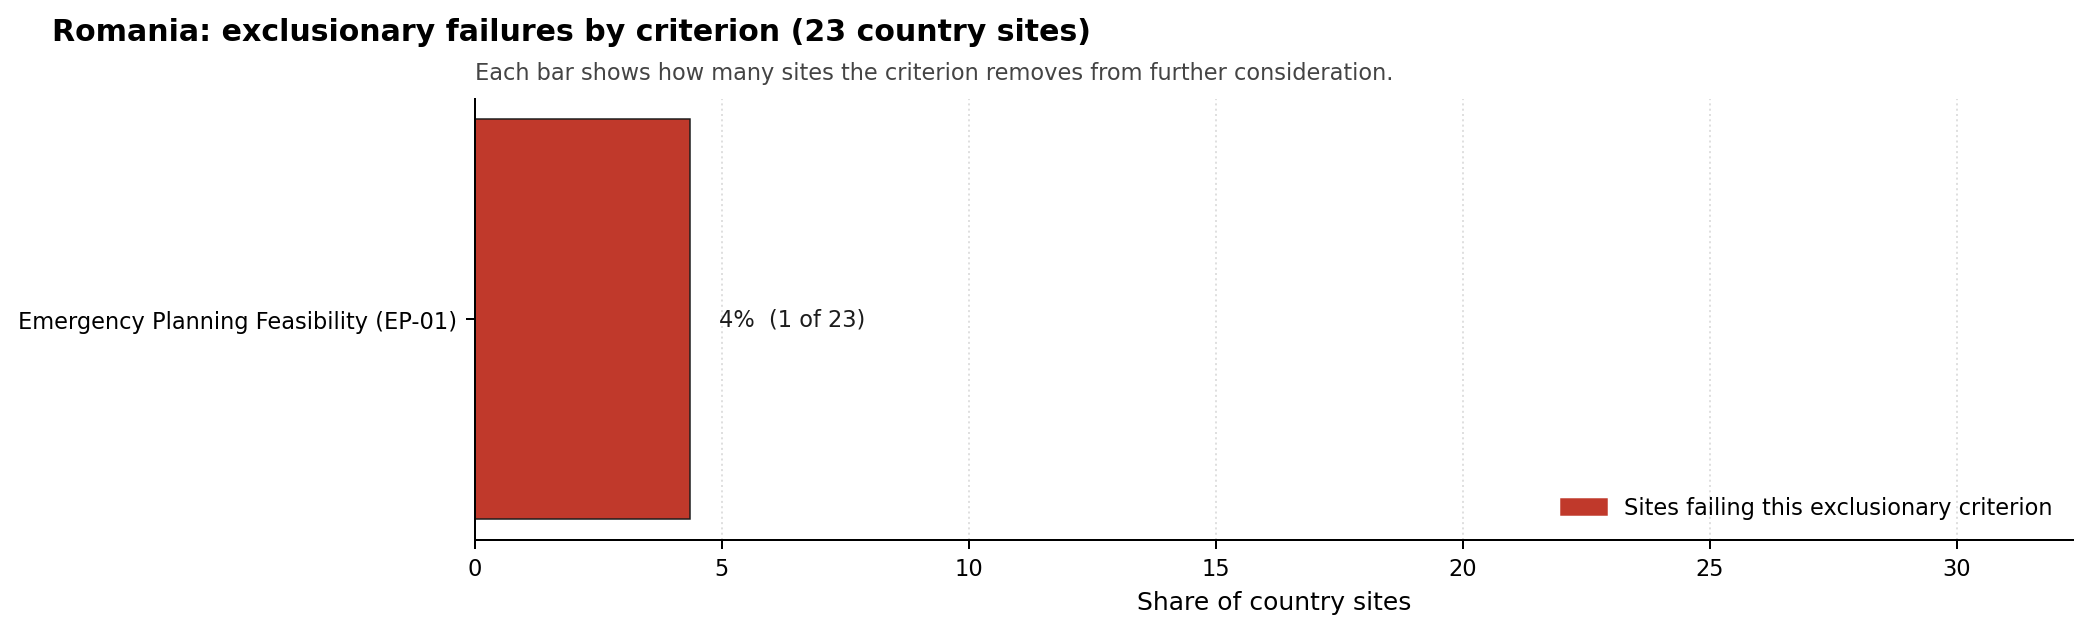 Romania: exclusionary failures by criterion (23 country sites)
Each bar shows how many sites the criterion removes from further consideration.
Emergency Planning Feasibility (EP-01)
4% (1 of 23)
Sites failing this exclusionary criterion
0 5 10 15 20 25 30
Share of country sites